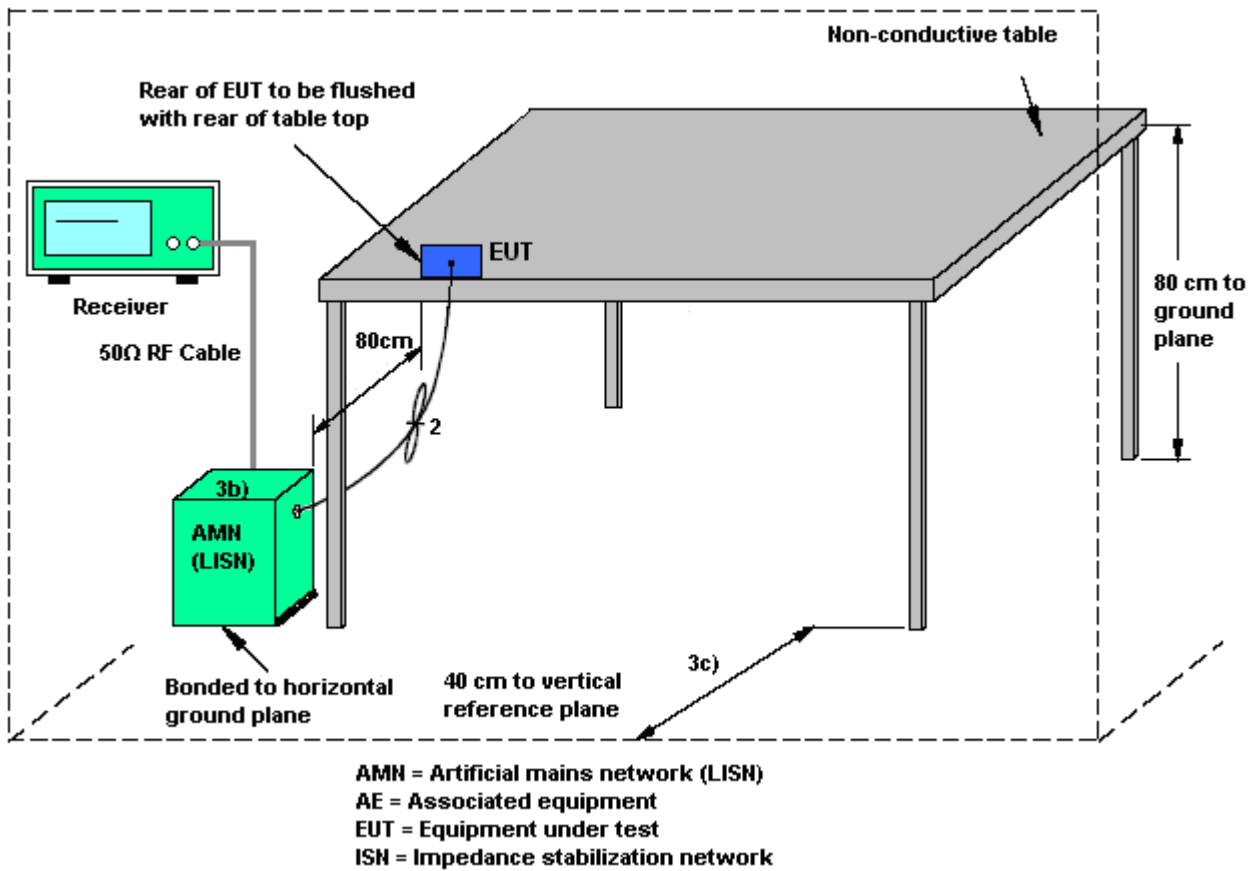 Non-conductive table
Rear of EUT to be flushed
with rear of table top
EUT
Receiver
80 cm to
ground
plane
80cm
50Ω RF Cable
2
3b)
AMN
(LISN)
3c)
Bonded to horizontal
ground plane
40 cm to vertical
reference plane
AMN = Artificial mains network (LISN)
AE = Associated equipment
EUT = Equipment under test
ISN = Impedance stabilization network